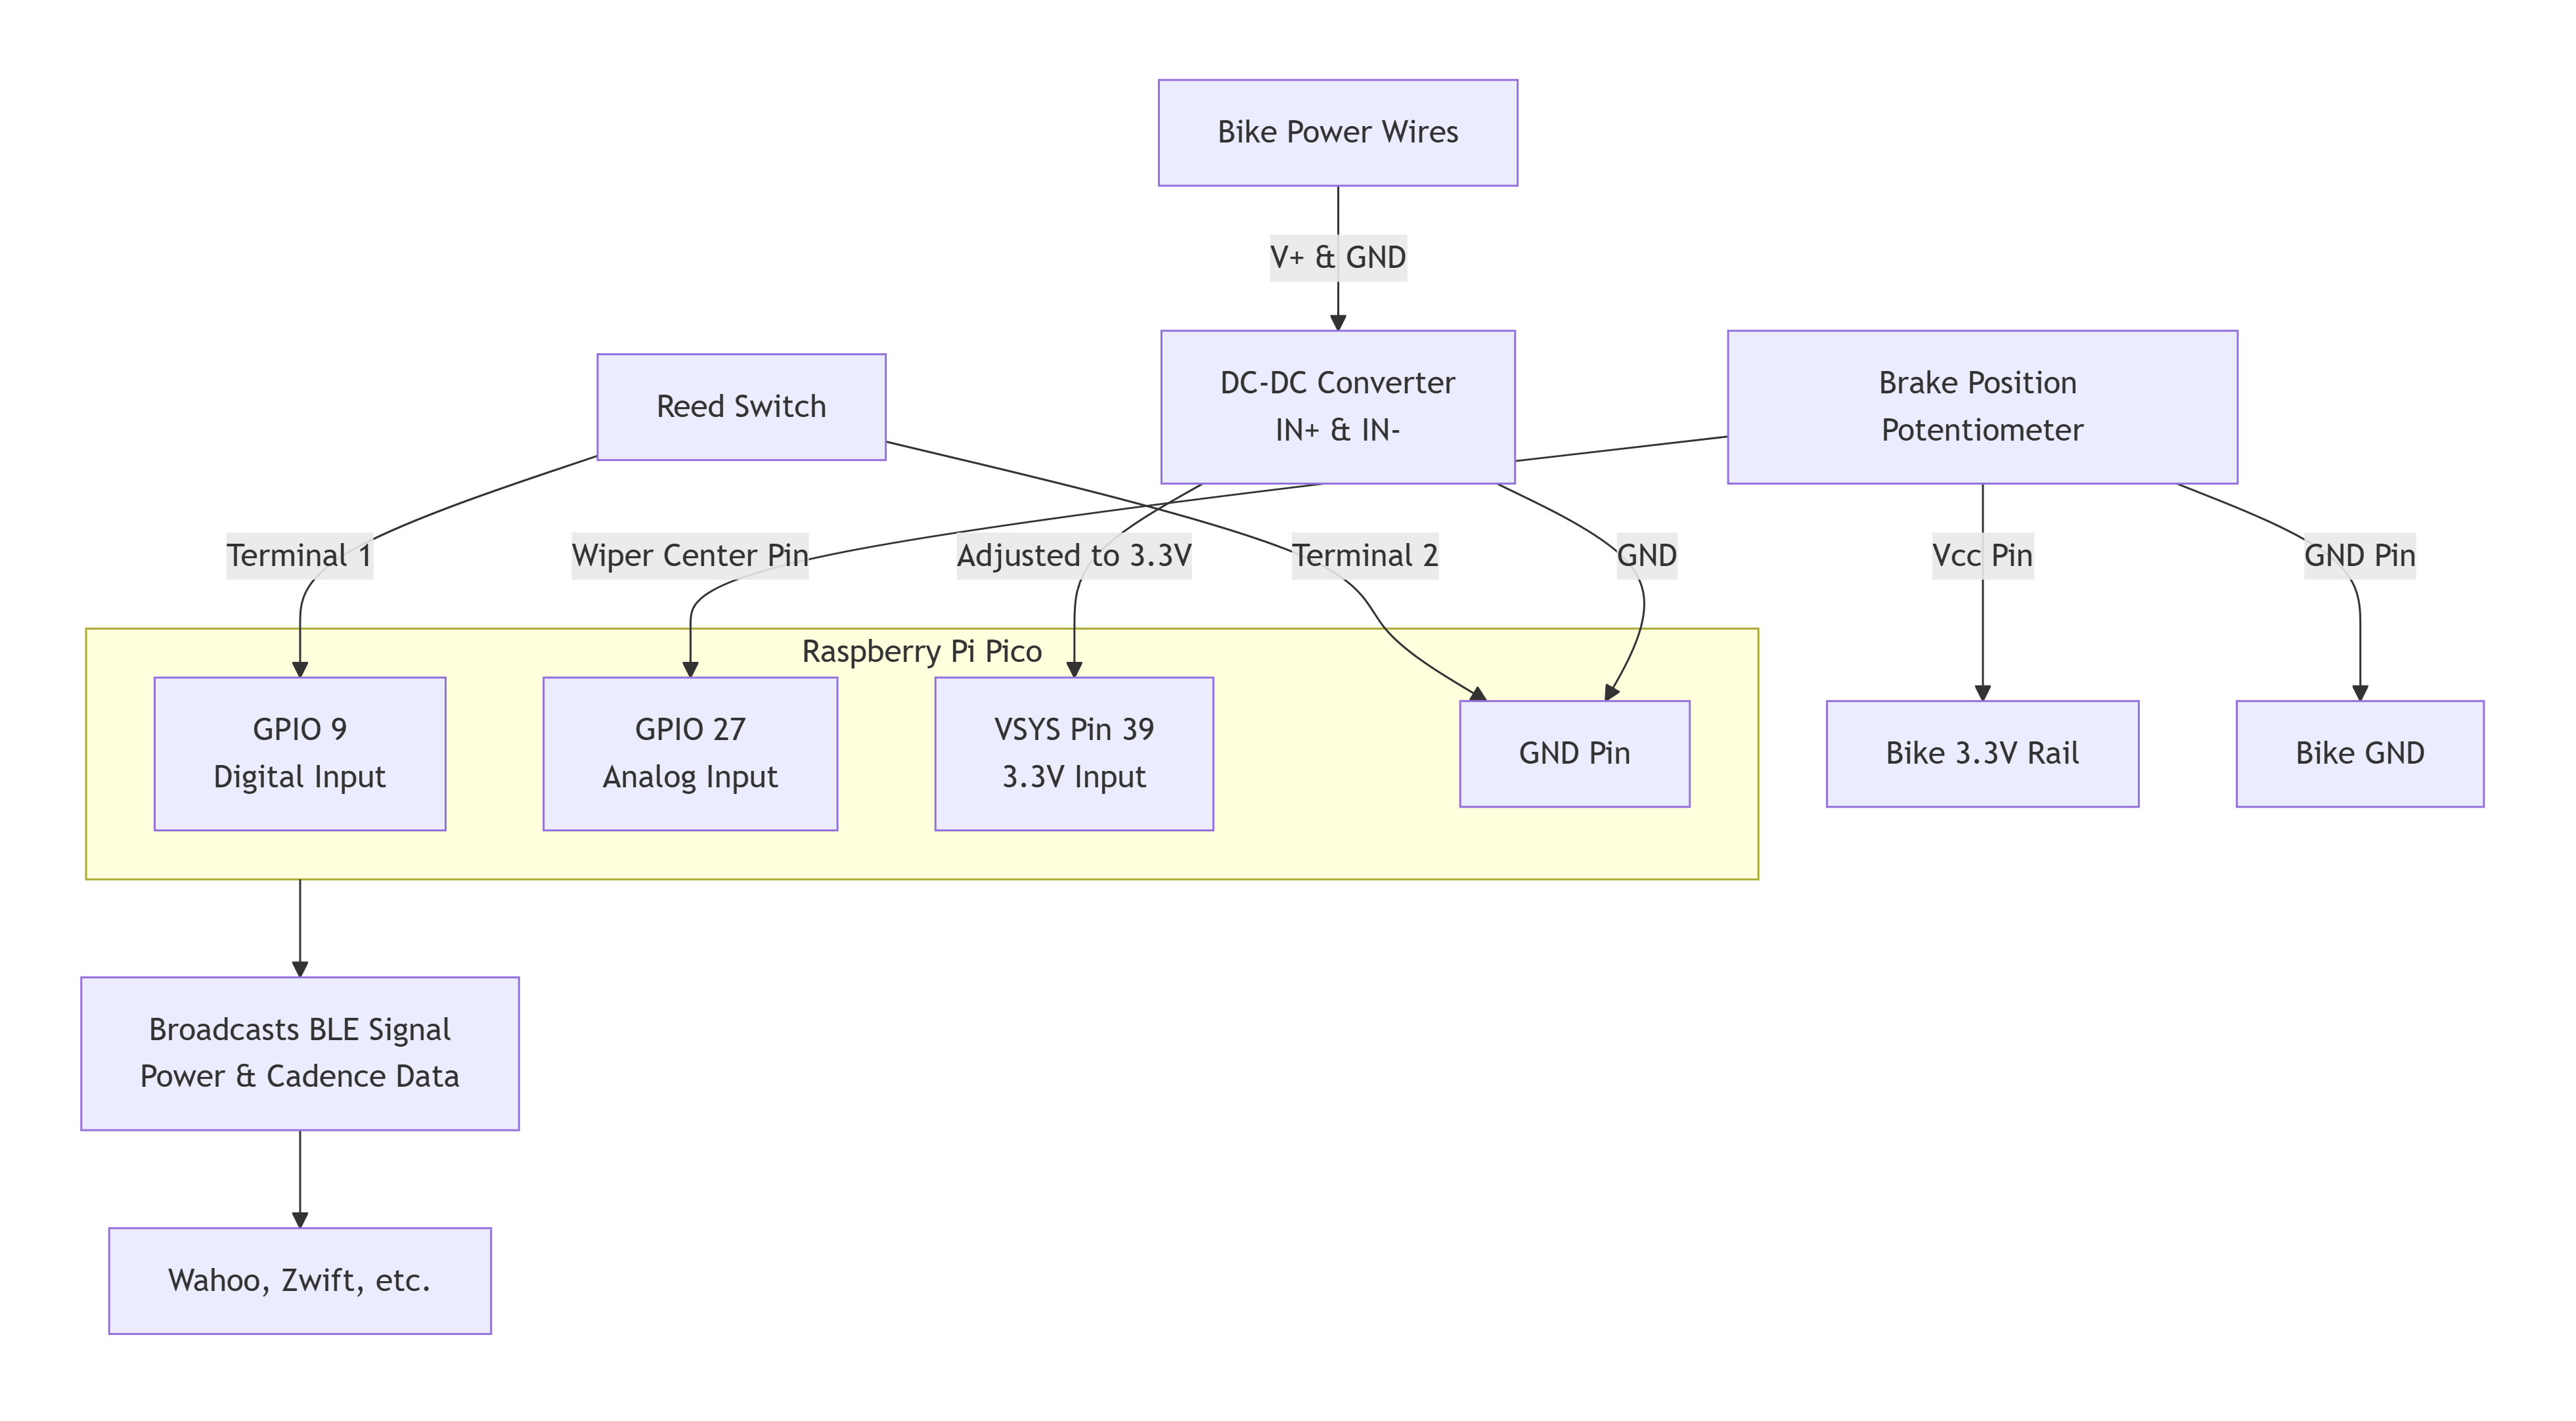 Bike Power Wires
V+ & GND
Reed Switch
DC-DC Converter
IN+ & IN-
Brake Position
Potentiometer
Terminal 1
Wiper Center Pin
Adjusted to 3.3V
Terminal 2
GND
Vcc Pin
GND Pin
Raspberry Pi Pico
GPIO 9
Digital Input
GPIO 27
Analog Input
VSYS Pin 39
3.3V Input
GND Pin
Bike 3.3V Rail
Bike GND
Broadcasts BLE Signal
Power & Cadence Data
Wahoo, Zwift, etc.